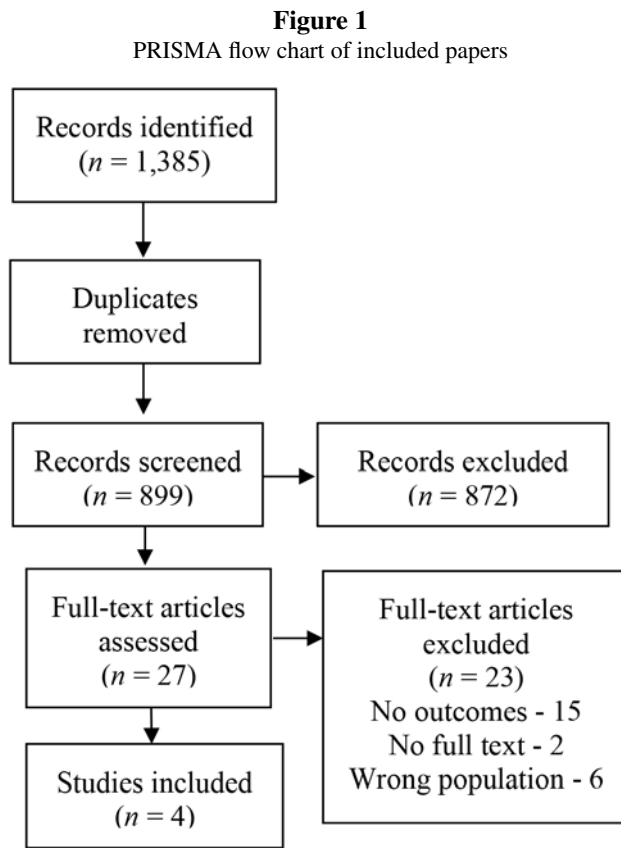 Figure 1
PRISMA flow chart of included papers
Records identified
(n = 1,385)
Duplicates
removed
Records screened
(n = 899)
Records excluded
(n = 872)
Full-text articles
assessed
(n = 27)
Full-text articles
excluded
(n = 23)
No outcomes - 15
No full text - 2
Wrong population - 6
Studies included
(n = 4)